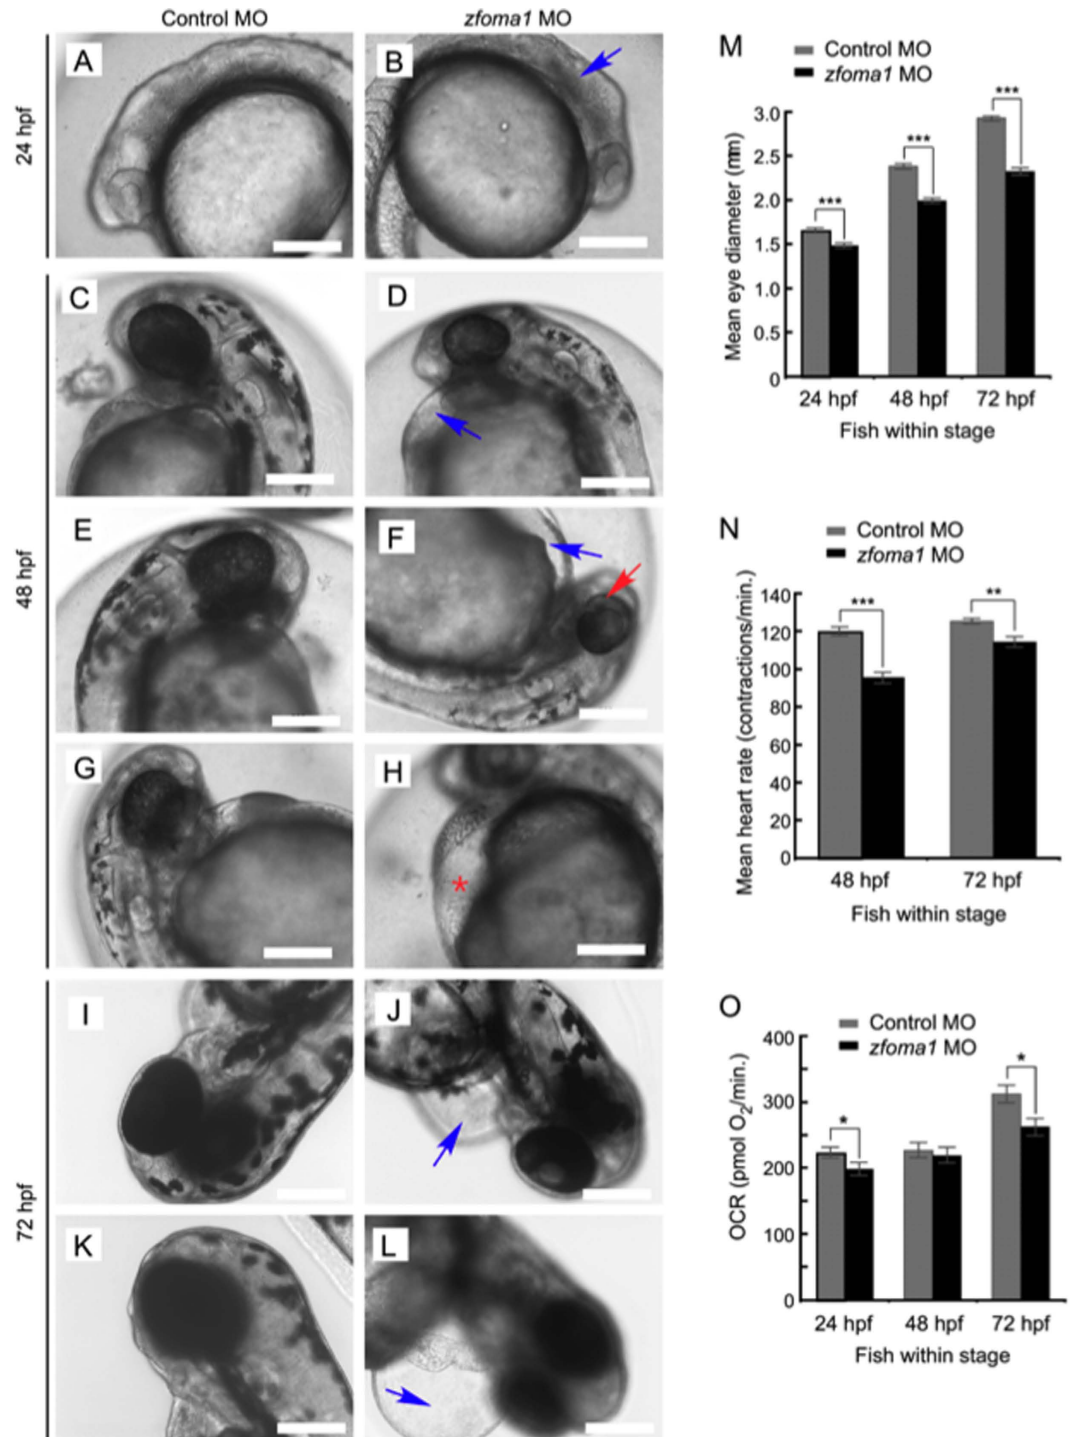 Control MO
zfoma1 MO
24 hpf
A
B
48 hpf
C
D
E
F
G
H
*
72 hpf
I
J
K
L
M
Control MO
zfoma1 MO
Mean eye diameter (mm)
3.0
2.5
2.0
1.5
1.0
0.5
0
***
***
***
24 hpf 48 hpf 72 hpf
Fish within stage
N
Control MO
zfoma1 MO
Mean heart rate (contractions/min.)
140
120
100
80
60
40
20
0
***
**
48 hpf 72 hpf
Fish within stage
O
Control MO
zfoma1 MO
OCR (pmol O2/min.)
400
300
200
100
0
*
*
24 hpf 48 hpf 72 hpf
Fish within stage